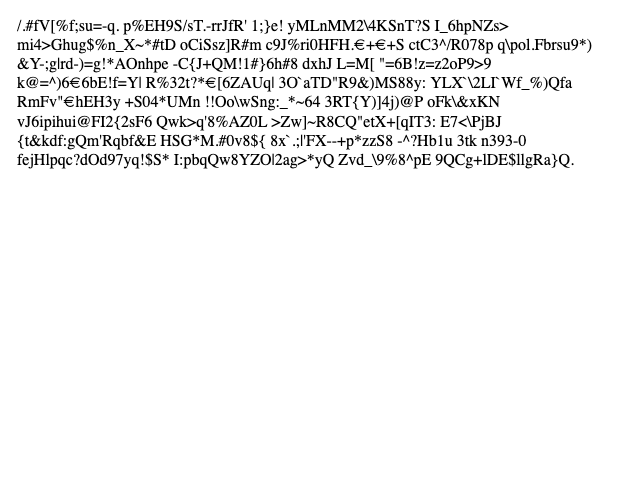 /.#fV[%f;su=-q. p%EH9S/sT.-rrJfR' 1;}e! yMLnMM2\4KSnT?S I_6hpNZs>
mi4>Ghug$%n_X~*#tD oCiSsz]R#m c9J%ri0HFH.€+€+S ctC3^/R078p q\pol.Fbrsu9*)
&Y-;g|rd-)=g!*AOnhpe -C{J+QM!1#}6h#8 dxhJ L=M[ "=6B!z=z2oP9>9
k@=^)6€6bE!f=Y| R%32t?*€[6ZAUq| 3O`aTD"R9&)MS88y: YLX`\2LI`Wf_%)Qfa
RmFv"€hEH3y +S04*UMn !!Oo\wSng:_*~64 3RT{Y)]4j)@P oFk\&xKN
vJ6ipihui@FI2{2sF6 Qwk>q'8%AZ0L >Zw]~R8CQ"etX+[qIT3: E7<\PjBJ
{t&kdf:gQm'Rqbf&E HSG*M.#0v8${ 8x`.;|'FX--+p*zzS8 -^?Hb1u 3tk n393-0
fejHlpqc?dOd97yq!$S* I:pbqQw8YZO|2ag>*yQ Zvd_\9%8^pE 9QCg+lDE$llgRa}Q.